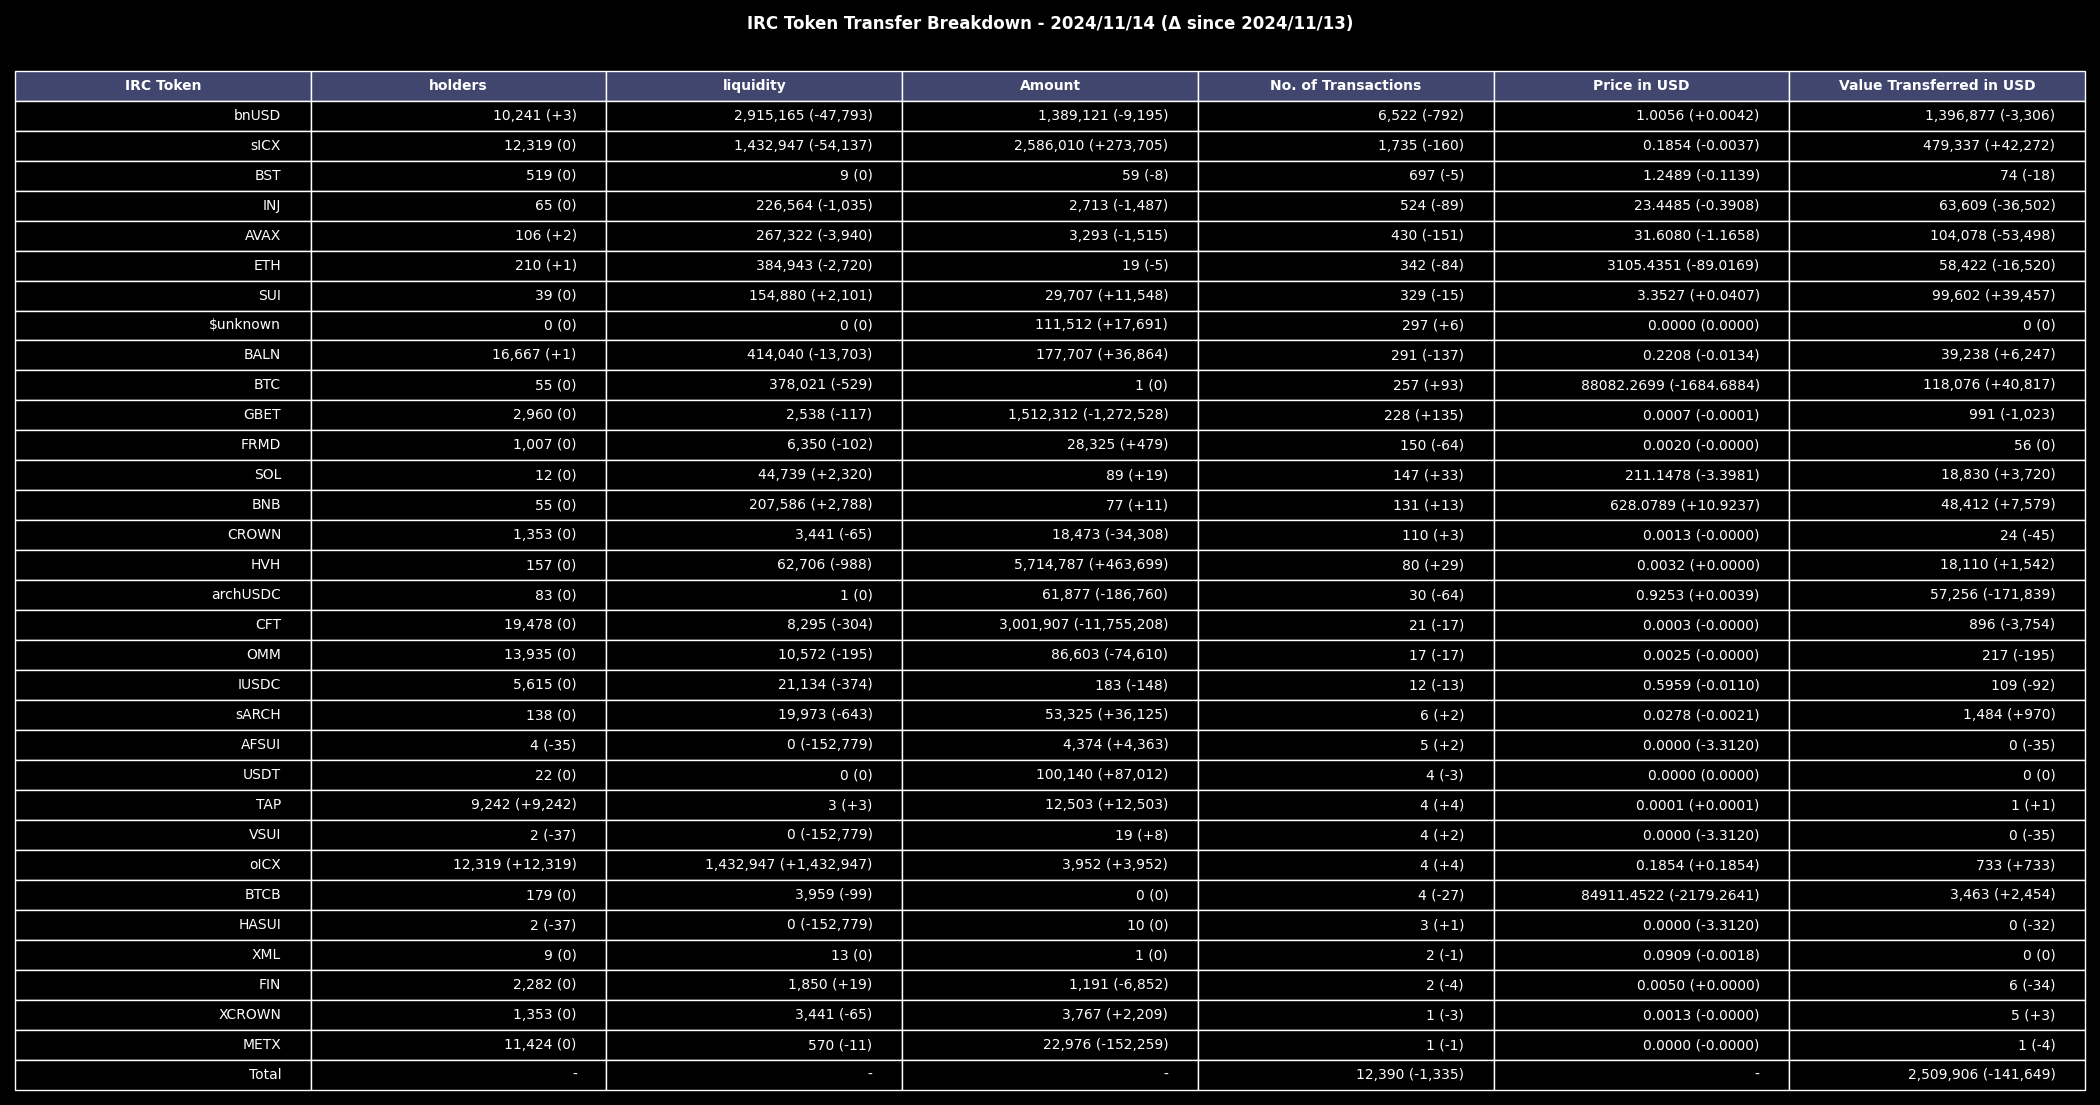 IRC Token Transfer Breakdown - 2024/11/14 (Δ since 2024/11/13)
IRC Token holders liquidity Amount No. of Transactions Price in USD Value Transferred in USD
bnUSD 10,241 (+3) 2,915,165 (-47,793) 1,389,121 (-9,195) 6,522 (-792) 1.0056 (+0.0042) 1,396,877 (-3,306)
sICX 12,319 (0) 1,432,947 (-54,137) 2,586,010 (+273,705) 1,735 (-160) 0.1854 (-0.0037) 479,337 (+42,272)
BST 519 (0) 9 (0) 59 (-8) 697 (-5) 1.2489 (-0.1139) 74 (-18)
INJ 65 (0) 226,564 (-1,035) 2,713 (-1,487) 524 (-89) 23.4485 (-0.3908) 63,609 (-36,502)
AVAX 106 (+2) 267,322 (-3,940) 3,293 (-1,515) 430 (-151) 31.6080 (-1.1658) 104,078 (-53,498)
ETH 210 (+1) 384,943 (-2,720) 19 (-5) 342 (-84) 3105.4351 (-89.0169) 58,422 (-16,520)
SUI 39 (0) 154,880 (+2,101) 29,707 (+11,548) 329 (-15) 3.3527 (+0.0407) 99,602 (+39,457)
$unknown 0 (0) 0 (0) 111,512 (+17,691) 297 (+6) 0.0000 (0.0000) 0 (0)
BALN 16,667 (+1) 414,040 (-13,703) 177,707 (+36,864) 291 (-137) 0.2208 (-0.0134) 39,238 (+6,247)
BTC 55 (0) 378,021 (-529) 1 (0) 257 (+93) 88082.2699 (-1684.6884) 118,076 (+40,817)
GBET 2,960 (0) 2,538 (-117) 1,512,312 (-1,272,528) 228 (+135) 0.0007 (-0.0001) 991 (-1,023)
FRMD 1,007 (0) 6,350 (-102) 28,325 (+479) 150 (-64) 0.0020 (-0.0000) 56 (0)
SOL 12 (0) 44,739 (+2,320) 89 (+19) 147 (+33) 211.1478 (-3.3981) 18,830 (+3,720)
BNB 55 (0) 207,586 (+2,788) 77 (+11) 131 (+13) 628.0789 (+10.9237) 48,412 (+7,579)
CROWN 1,353 (0) 3,441 (-65) 18,473 (-34,308) 110 (+3) 0.0013 (-0.0000) 24 (-45)
HVH 157 (0) 62,706 (-988) 5,714,787 (+463,699) 80 (+29) 0.0032 (+0.0000) 18,110 (+1,542)
archUSDC 83 (0) 1 (0) 61,877 (-186,760) 30 (-64) 0.9253 (+0.0039) 57,256 (-171,839)
CFT 19,478 (0) 8,295 (-304) 3,001,907 (-11,755,208) 21 (-17) 0.0003 (-0.0000) 896 (-3,754)
OMM 13,935 (0) 10,572 (-195) 86,603 (-74,610) 17 (-17) 0.0025 (-0.0000) 217 (-195)
IUSDC 5,615 (0) 21,134 (-374) 183 (-148) 12 (-13) 0.5959 (-0.0110) 109 (-92)
sARCH 138 (0) 19,973 (-643) 53,325 (+36,125) 6 (+2) 0.0278 (-0.0021) 1,484 (+970)
AFSUI 4 (-35) 0 (-152,779) 4,374 (+4,363) 5 (+2) 0.0000 (-3.3120) 0 (-35)
USDT 22 (0) 0 (0) 100,140 (+87,012) 4 (-3) 0.0000 (0.0000) 0 (0)
TAP 9,242 (+9,242) 3 (+3) 12,503 (+12,503) 4 (+4) 0.0001 (+0.0001) 1 (+1)
VSUI 2 (-37) 0 (-152,779) 19 (+8) 4 (+2) 0.0000 (-3.3120) 0 (-35)
oICX 12,319 (+12,319) 1,432,947 (+1,432,947) 3,952 (+3,952) 4 (+4) 0.1854 (+0.1854) 733 (+733)
BTCB 179 (0) 3,959 (-99) 0 (0) 4 (-27) 84911.4522 (-2179.2641) 3,463 (+2,454)
HASUI 2 (-37) 0 (-152,779) 10 (0) 3 (+1) 0.0000 (-3.3120) 0 (-32)
XML 9 (0) 13 (0) 1 (0) 2 (-1) 0.0909 (-0.0018) 0 (0)
FIN 2,282 (0) 1,850 (+19) 1,191 (-6,852) 2 (-4) 0.0050 (+0.0000) 6 (-34)
XCROWN 1,353 (0) 3,441 (-65) 3,767 (+2,209) 1 (-3) 0.0013 (-0.0000) 5 (+3)
METX 11,424 (0) 570 (-11) 22,976 (-152,259) 1 (-1) 0.0000 (-0.0000) 1 (-4)
Total - - - 12,390 (-1,335) - 2,509,906 (-141,649)